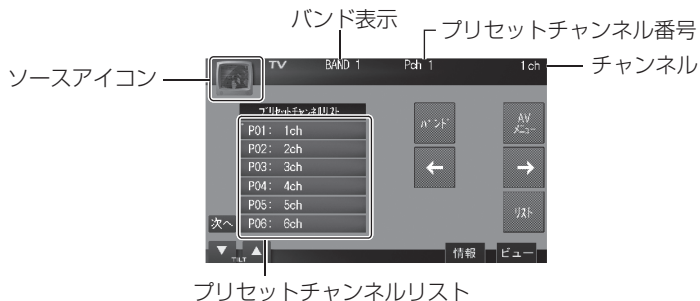 バンド表示
プリセットチャンネル番号
ソースアイコン
TV BAND 1 Pch 1 1ch
チャンネル
プリセットチャンネルリスト
P01: 1ch
P02: 2ch
P03: 3ch
P04: 4ch
P05: 5ch
P06: 6ch
バンド
AV
メニュー
←
→
リスト
次へ
▼ TILT ▲
情報
ビュー
プリセットチャンネルリスト